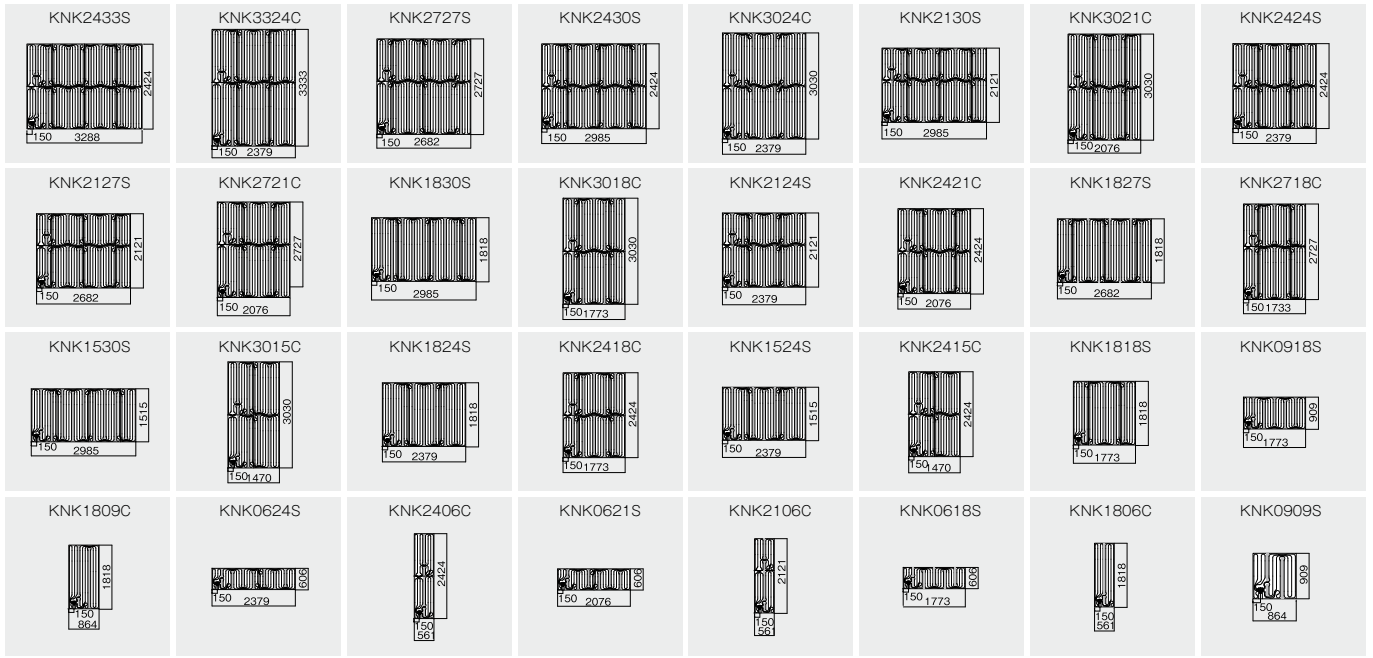 KNK2433S KNK3324C KNK2727S KNK2430S KNK3024C KNK2130S KNK3021C KNK2424S
2424 3333 2727 2424 3030 2121 3030 2424
150 150 150 150 150 150 150 150
3288 2379 2682 2985 2379 2985 2076 2379
KNK2127S KNK2721C KNK1830S KNK3018C KNK2124S KNK2421C KNK1827S KNK2718C
2121 2727 1818 3030 2121 2424 1818 2727
150 150 150 150 150 150 150 150
2682 2076 2985 1773 2379 2076 2682 1733
KNK1530S KNK3015C KNK1824S KNK2418C KNK1524S KNK2415C KNK1818S KNK0918S
1515 3030 1818 2424 1515 2424 1818 909
150 150 150 150 150 150 150 150
2985 1470 2379 1773 2379 1470 1773 1773
KNK1809C KNK0624S KNK2406C KNK0621S KNK2106C KNK0618S KNK1806C KNK0909S
1818 606 2424 606 2121 606 1818 909
150 150 150 150 150 150 150 150
864 2379 561 2076 561 1773 561 864